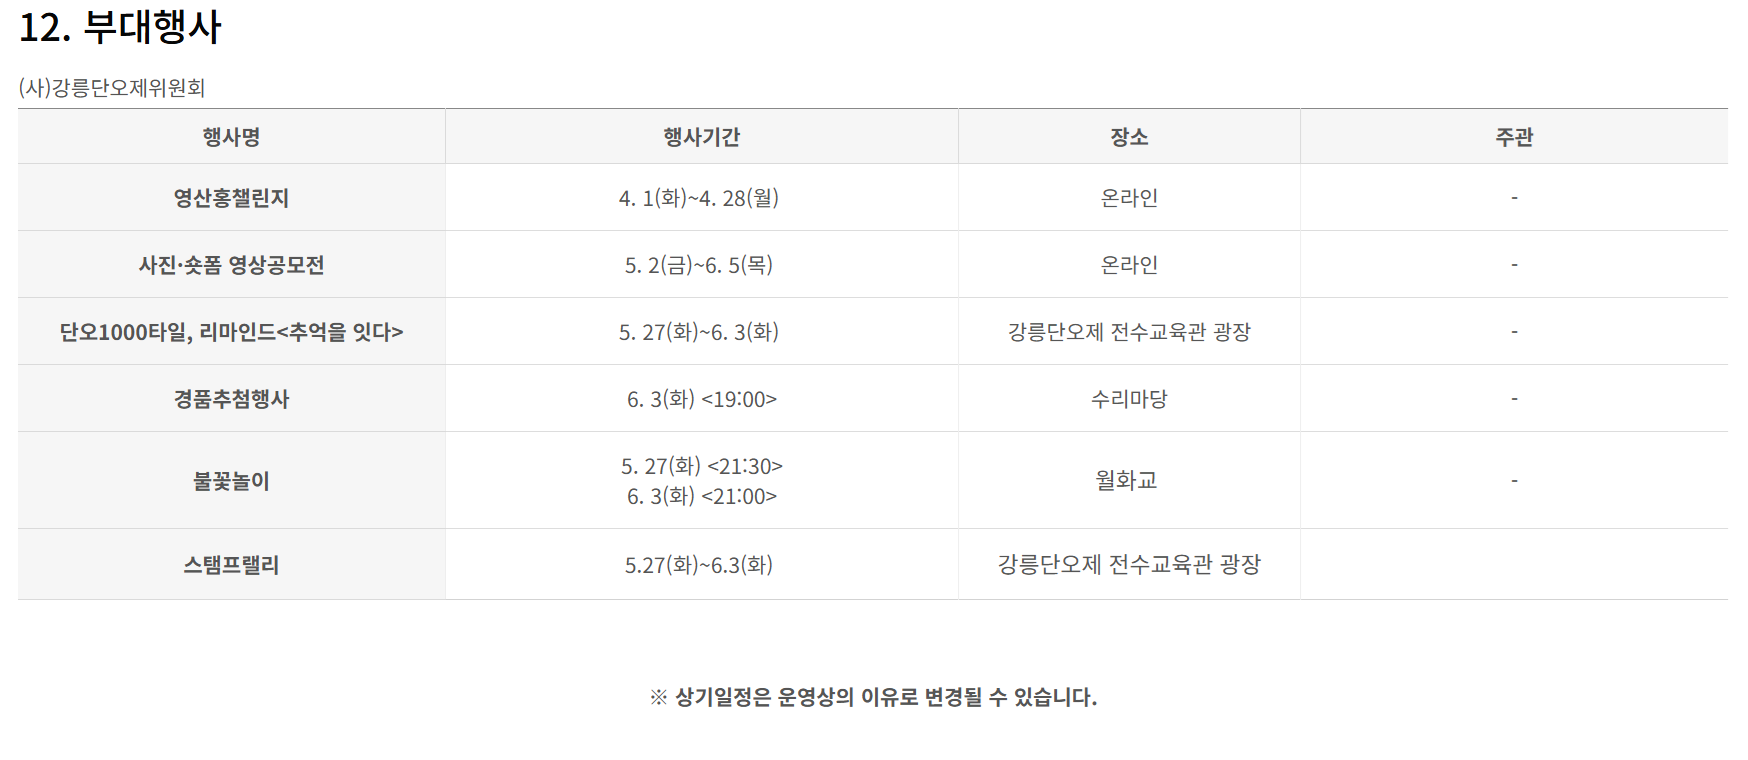 12. 부대행사
(사)강릉단오제위원회
행사명 행사기간 장소 주관
영산홍챌린지 4. 1(화)~4. 28(월) 온라인 -
사진·숏폼 영상공모전 5. 2(금)~6. 5(목) 온라인 -
단오1000타일, 리마인드<추억을 잇다> 5. 27(화)~6. 3(화) 강릉단오제 전수교육관 광장 -
경품추첨행사 6. 3(화) <19:00> 수리마당 -
불꽃놀이 5. 27(화) <21:30>
6. 3(화) <21:00> 월화교 -
스탬프랠리 5.27(화)~6.3(화) 강릉단오제 전수교육관 광장
※ 상기일정은 운영상의 이유로 변경될 수 있습니다.